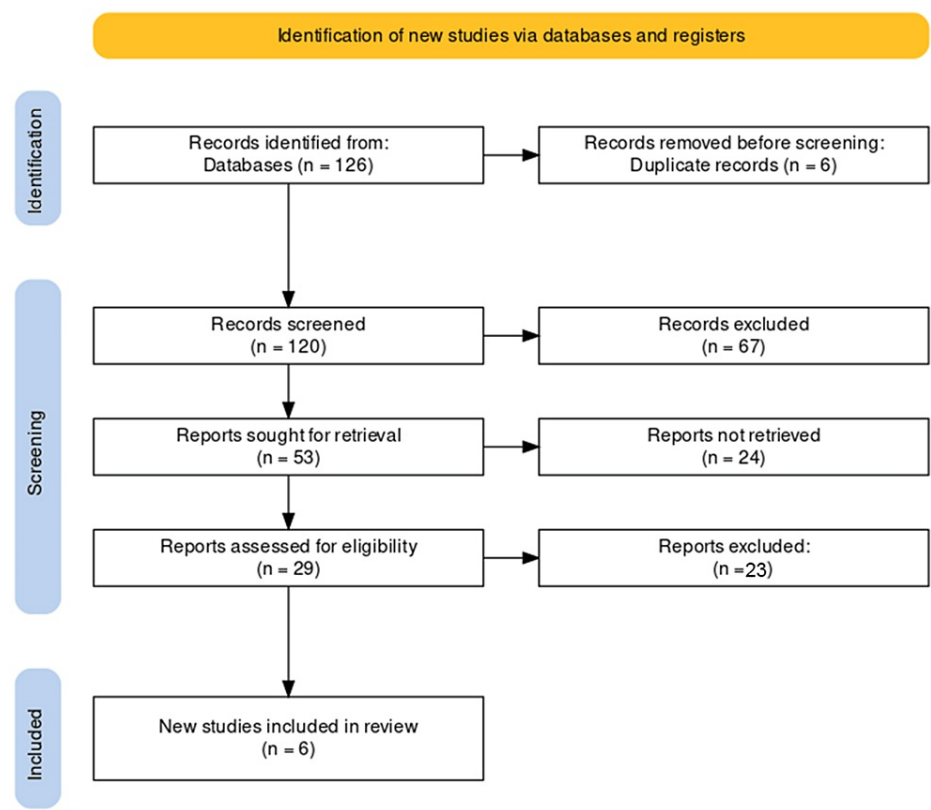 Identification of new studies via databases and registers
Identification
Records identified from:
Databases (n = 126)
Records removed before screening:
Duplicate records (n = 6)
Screening
Records screened
(n = 120)
Records excluded
(n = 67)
Reports sought for retrieval
(n = 53)
Reports not retrieved
(n = 24)
Reports assessed for eligibility
(n = 29)
Reports excluded:
(n =23)
Included
New studies included in review
(n = 6)